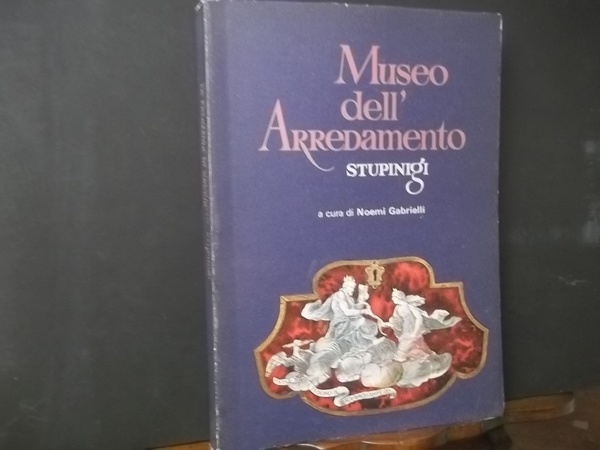 Museo
dell'
Arredamento
STUPINIGI
a cura di Noemi Gabrielli